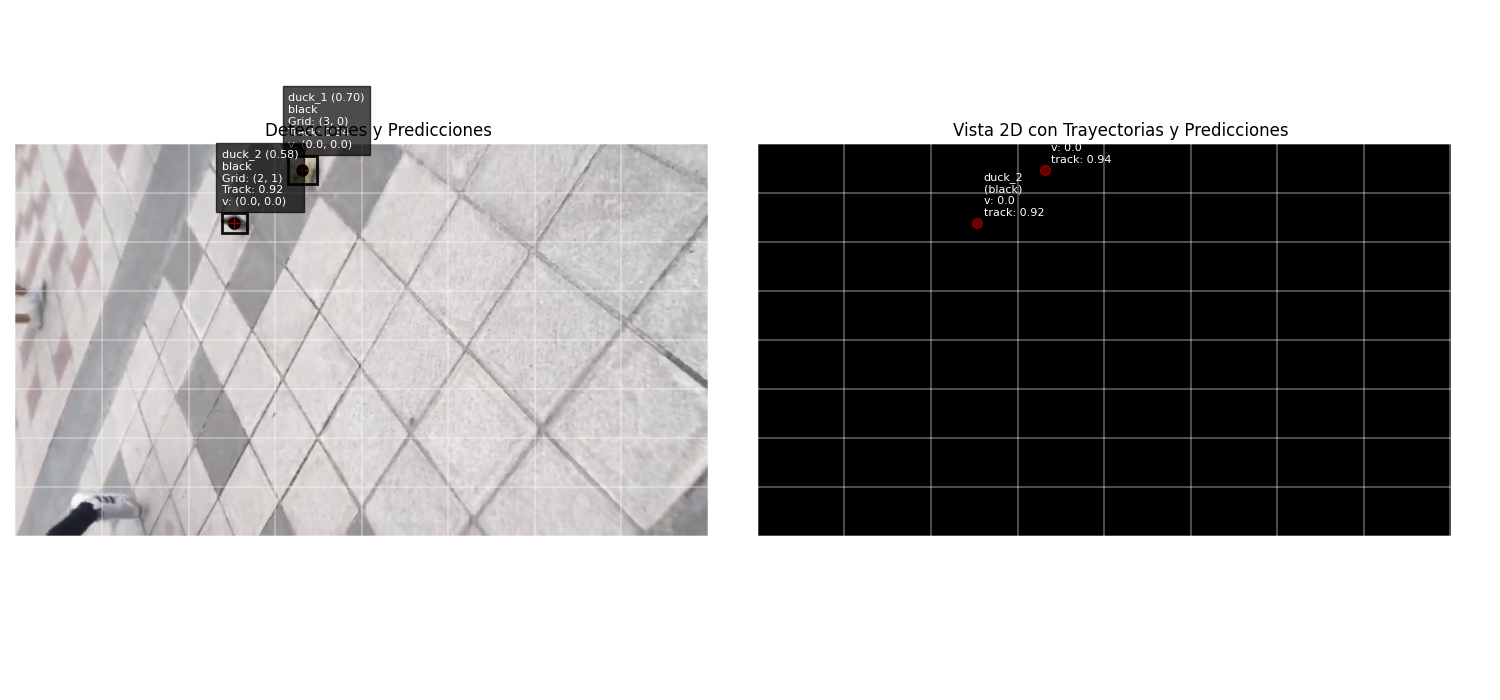 duck_1 (0.70)
black
Grid: (3, 0)
Track: 0.94
v: (0.0, 0.0)
Detecciones y Predicciones
duck_2 (0.58)
black
Grid: (2, 1)
Track: 0.92
v: (0.0, 0.0)
Vista 2D con Trayectorias y Predicciones
v: 0.0
track: 0.94
duck_2
(black)
v: 0.0
track: 0.92